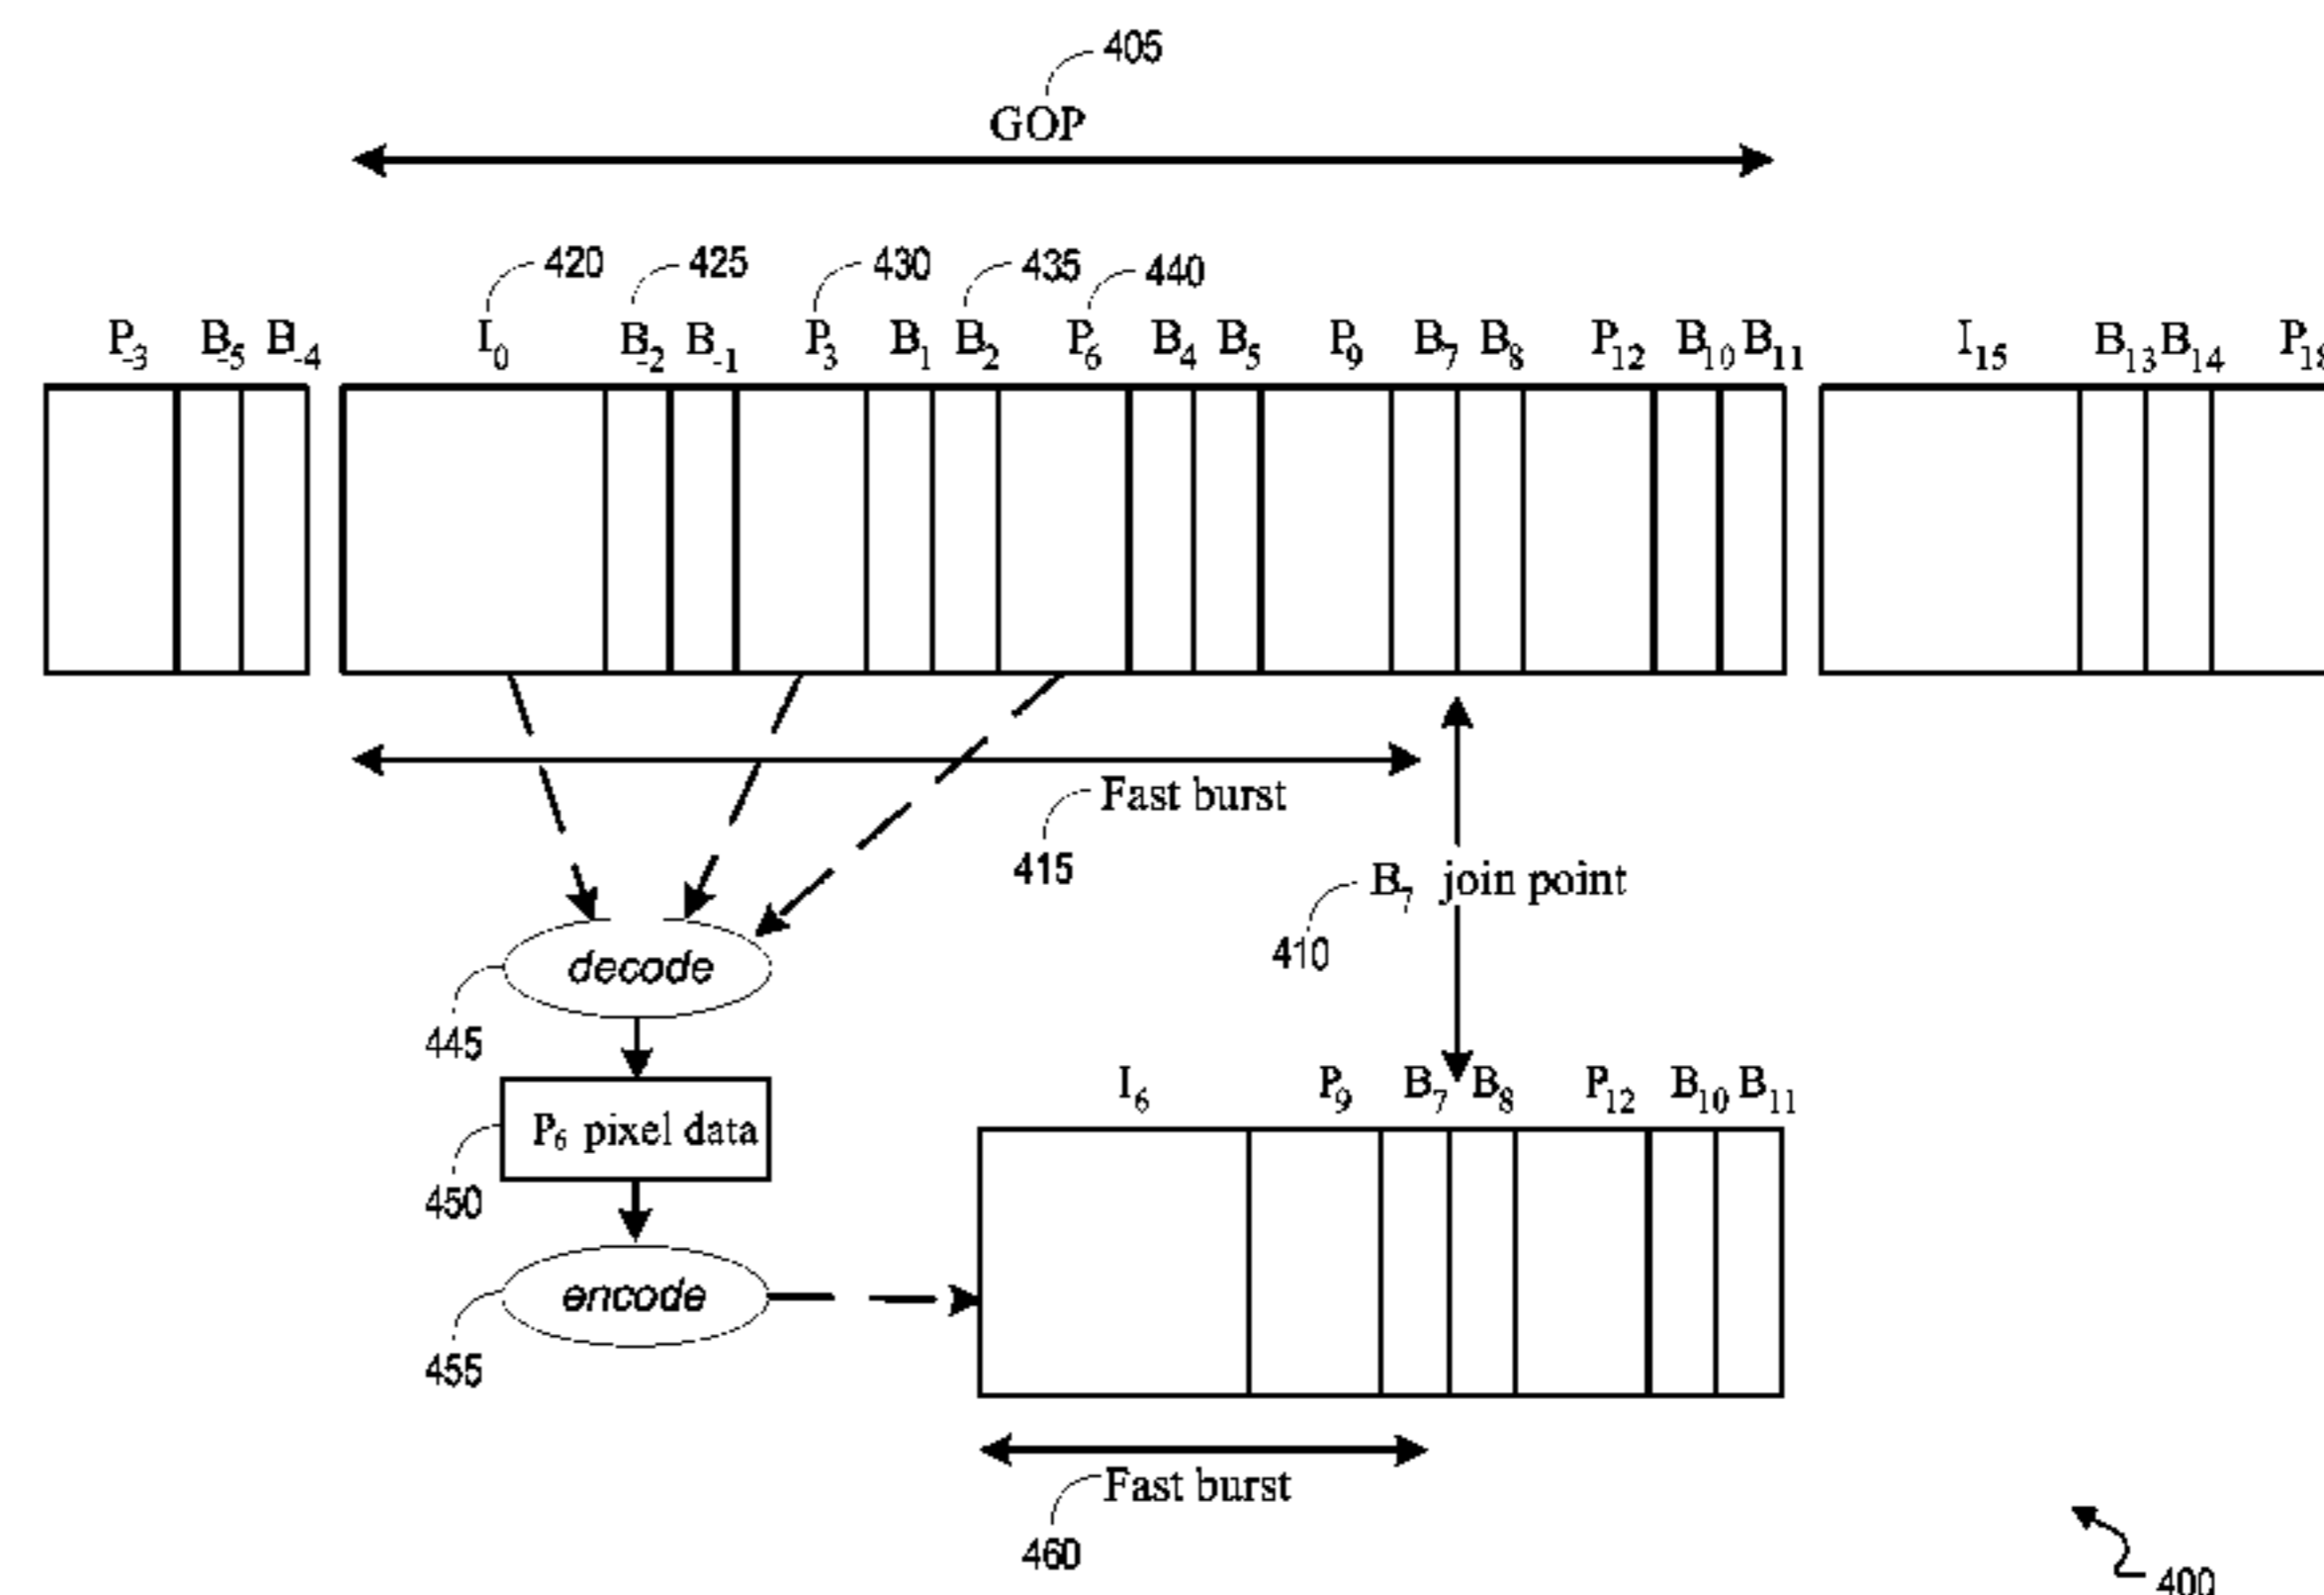 405
GOP
420 425 430 435 440
P-3 B-5 B-4 I0 B-2 B-1 P3 B1 B2 P6 B4 B5 P9 B7 B8 P12 B10 B11 I15 B13 B14 P18
Fast burst
415
B7 join point
410
decode
445
I6 P9 B7 B8 P12 B10 B11
P6 pixel data
450
encode
455
Fast burst
460
400